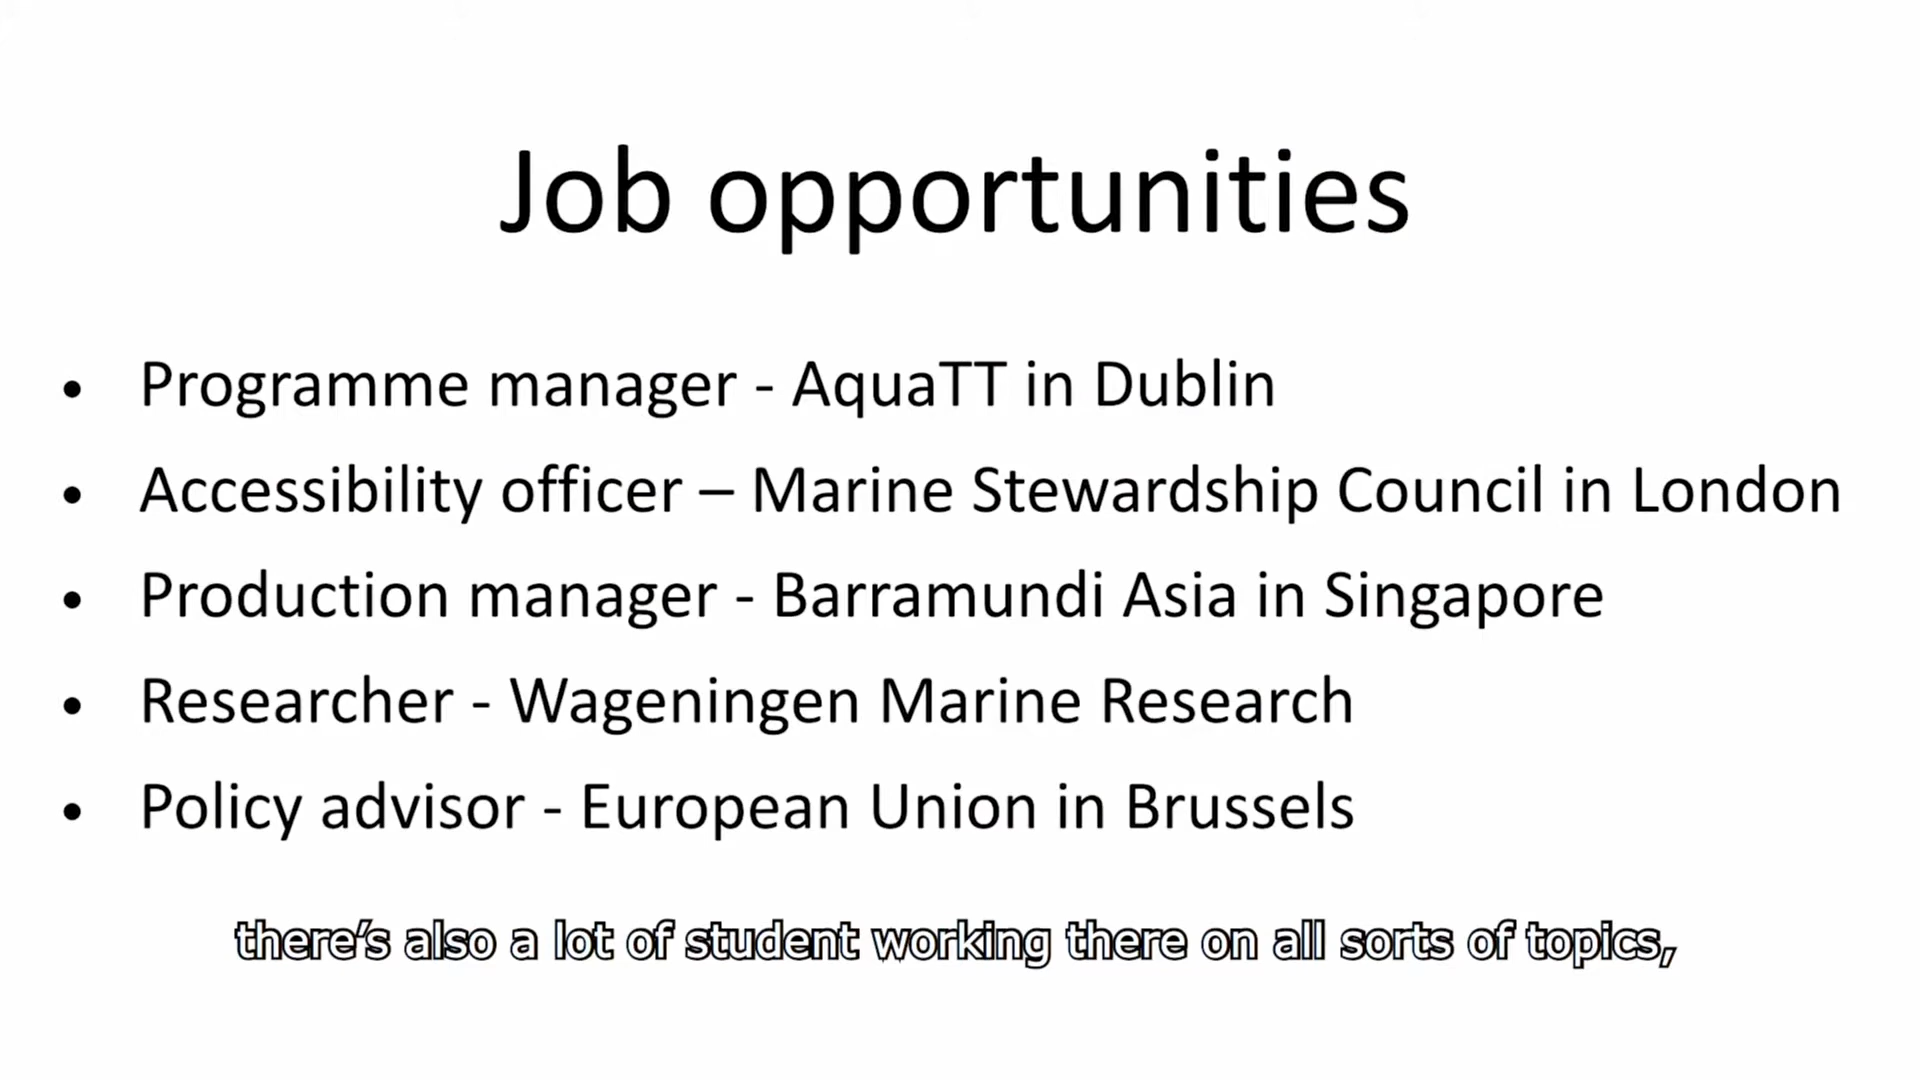 Job opportunities
• Programme manager - AquaTT in Dublin
• Accessibility officer – Marine Stewardship Council in London
• Production manager - Barramundi Asia in Singapore
• Researcher - Wageningen Marine Research
• Policy advisor - European Union in Brussels
there’s also a lot of student working there on all sorts of topics,